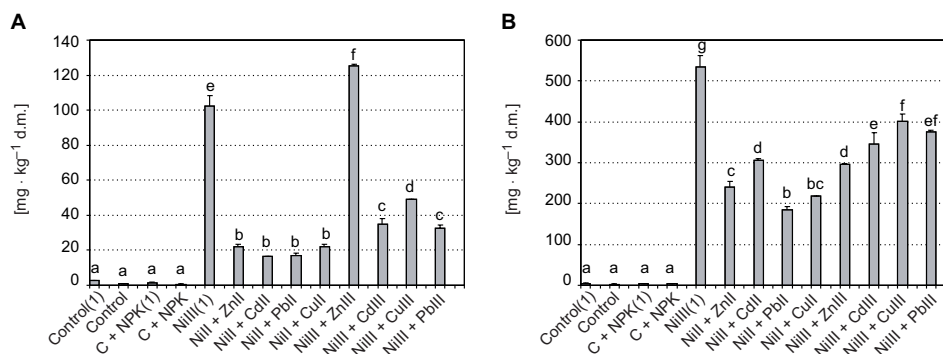 A
[mg · kg⁻¹ d.m.]
140
120
100
80
60
40
20
0
a
a
a
a
e
b
b
b
b
f
c
d
c
Control(1)
Control
C + NPK(1)
C + NPK
NiIII(1)
NiII + ZnII
NiII + CdII
NiII + PbII
NiII + CuII
NiIII + ZnIII
NiIII + CdIII
NiIII + CuIII
NiIII + PbIII
B
[mg · kg⁻¹ d.m.]
600
500
400
300
200
100
0
a
a
a
a
g
c
d
b
bc
d
e
f
ef
Control(1)
Control
C + NPK(1)
C + NPK
NiIII(1)
NiII + ZnII
NiII + CdII
NiII + PbII
NiII + CuII
NiIII + ZnIII
NiIII + CdIII
NiIII + CuIII
NiIII + PbIII